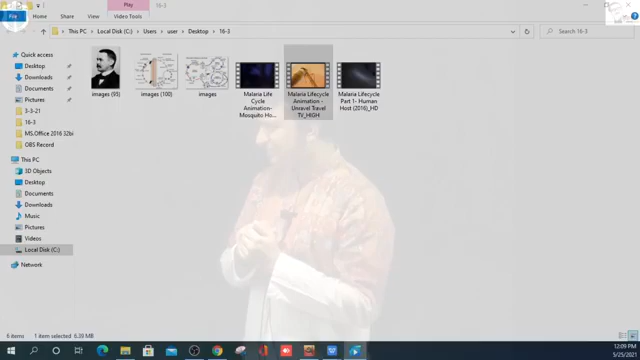 Play
16-3
File
Home
Share
View
Video Tools
This PC
Local Disk (C:)
Users
user
Desktop
16-3
Search 16-3
Quick access
Desktop
Downloads
Documents
Pictures
3-3-21
16-3
MS.Office 2016 32bi
OBS Record
This PC
3D Objects
Desktop
Documents
Downloads
Music
Pictures
Videos
Local Disk (C:)
Network
images (95)
images (100)
images
Malaria Life
Cycle
Animation-
Mosquito Ho...
Malaria Lifecycle
Animation -
Unravel Travel
TV_HIGH
Malaria Lifecycle
Part 1- Human
Host (2016)_HD
6 items
1 item selected 6.39 MB
12:09 PM
5/25/2021